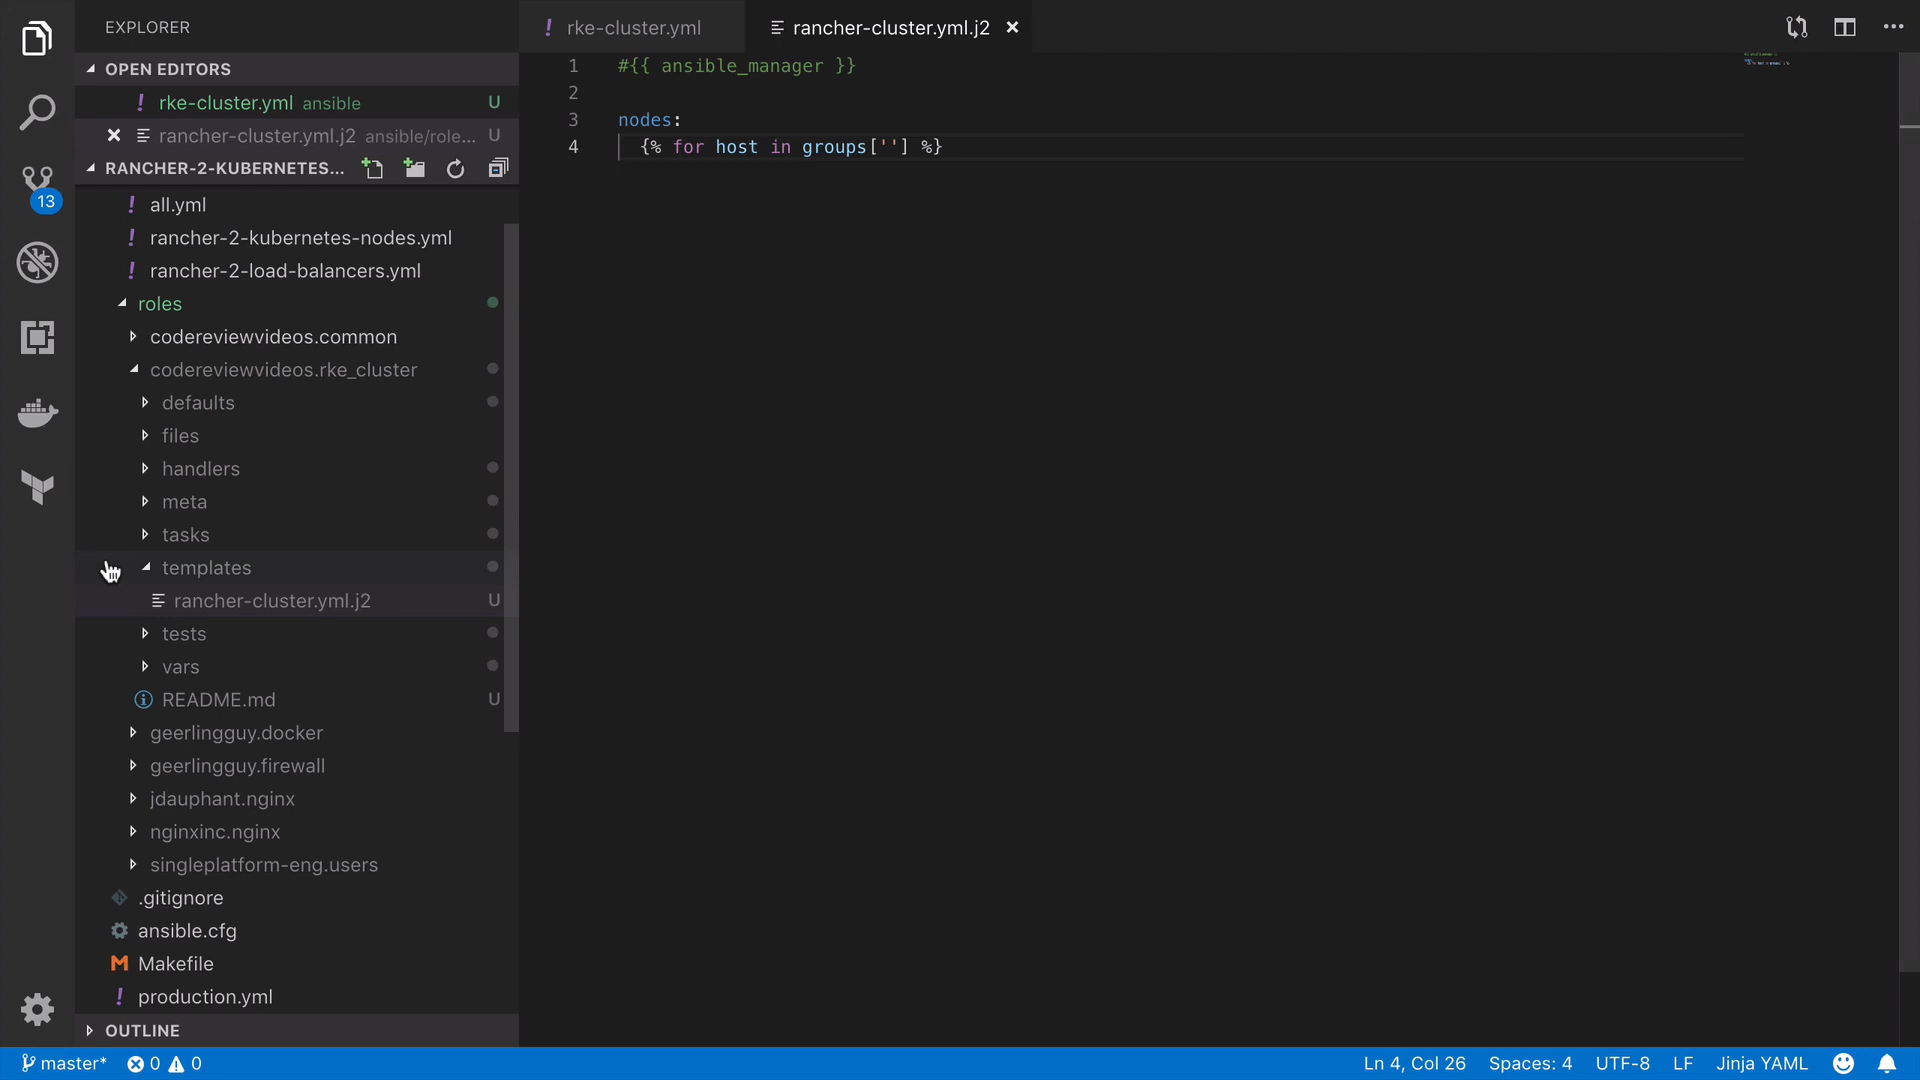 EXPLORER
OPEN EDITORS
rke-cluster.yml ansible U
rancher-cluster.yml.j2 ansible/role... U
RANCHER-2-KUBERNETES...
all.yml
rancher-2-kubernetes-nodes.yml
rancher-2-load-balancers.yml
roles
codereviewvideos.common
codereviewvideos.rke_cluster
defaults
files
handlers
meta
tasks
templates
rancher-cluster.yml.j2 U
tests
vars
README.md U
geerlingguy.docker
geerlingguy.firewall
jdauphant.nginx
nginxinc.nginx
singleplatform-eng.users
.gitignore
ansible.cfg
Makefile
production.yml
OUTLINE
13
rke-cluster.yml
rancher-cluster.yml.j2
1 #{{ ansible_manager }}
2
3 nodes:
4 {% for host in groups[''] %}
master* 0 0
Ln 4, Col 26 Spaces: 4 UTF-8 LF Jinja YAML